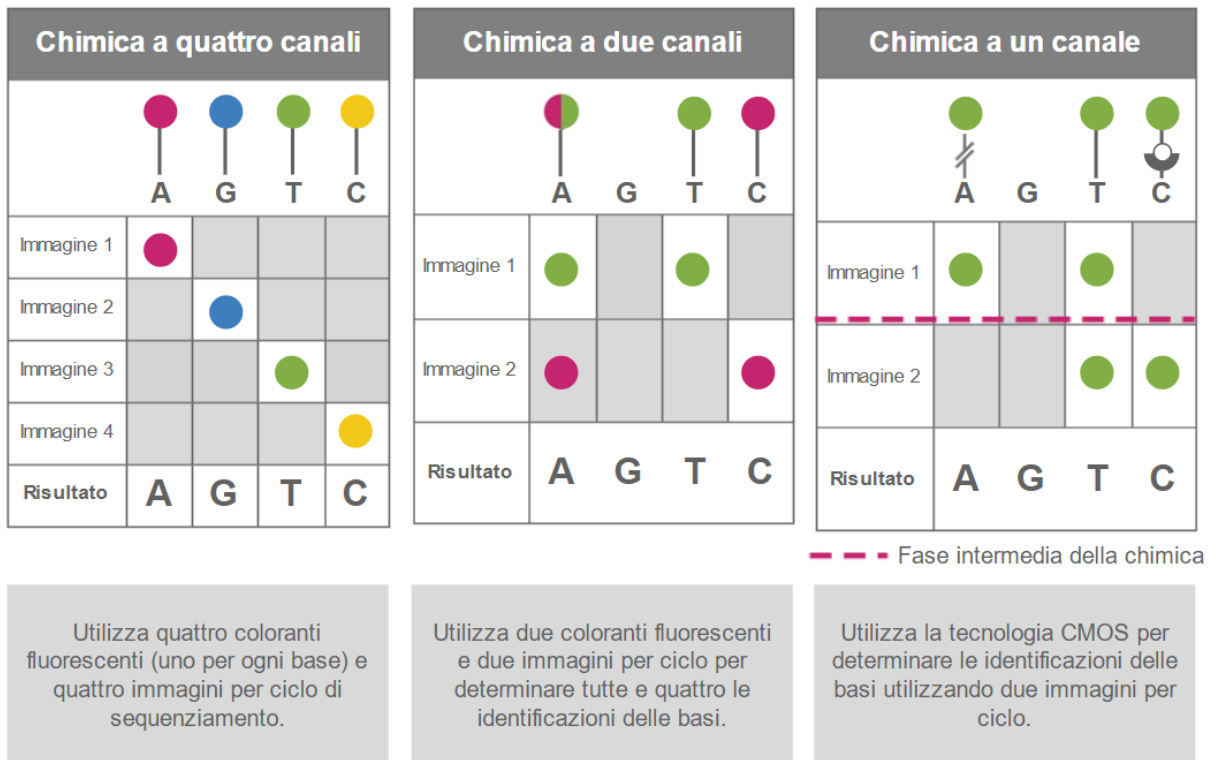 Chimica a quattro canali
A G T C
Immagine 1
Immagine 2
Immagine 3
Immagine 4
Risultato A G T C
Utilizza quattro coloranti
fluorescenti (uno per ogni base) e
quattro immagini per ciclo di
sequenziamento.
Chimica a due canali
A G T C
Immagine 1
Immagine 2
Risultato A G T C
Utilizza due coloranti fluorescenti
e due immagini per ciclo per
determinare tutte e quattro le
identificazioni delle basi.
Chimica a un canale
A G T C
Immagine 1
Immagine 2
Risultato A G T C
Fase intermedia della chimica
Utilizza la tecnologia CMOS per
determinare le identificazioni delle
basi utilizzando due immagini per
ciclo.